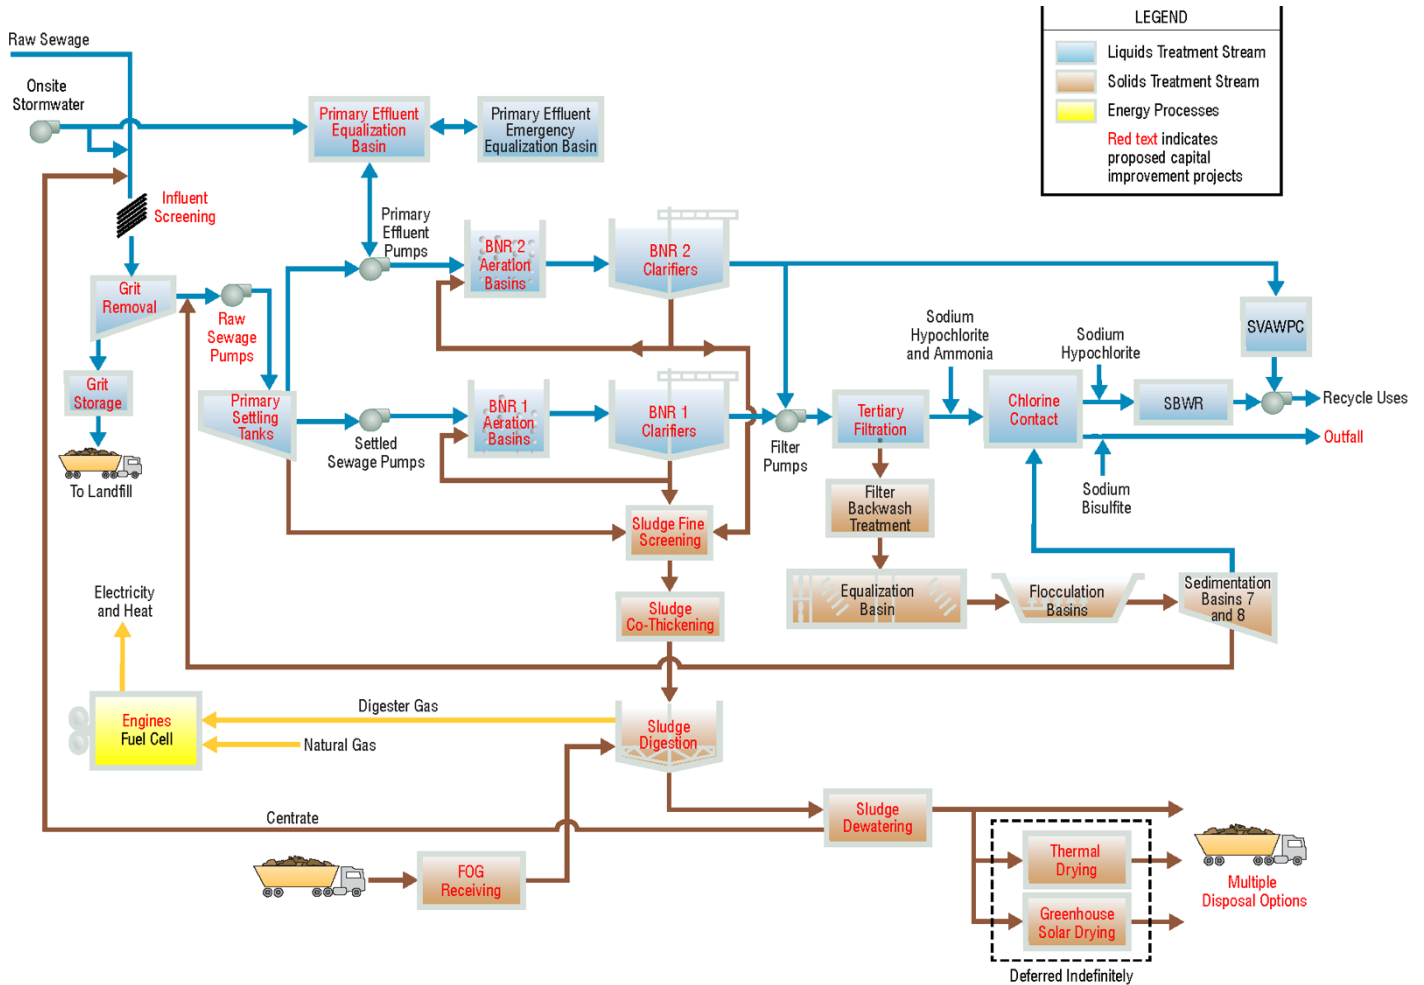 LEGEND
Liquids Treatment Stream
Solids Treatment Stream
Energy Processes
Red text indicates
proposed capital
improvement projects
Raw Sewage
Onsite
Stormwater
Primary Effluent
Equalization
Basin
Primary Effluent
Emergency
Equalization Basin
Influent
Screening
Primary
Effluent
Pumps
BNR 2
Aeration
Basins
BNR 2
Clarifiers
Grit
Removal
Raw
Sewage
Pumps
SVAWPC
Sodium
Hypochlorite
and Ammonia
Sodium
Hypochlorite
Grit
Storage
Primary
Settling
Tanks
BNR 1
Aeration
Basins
BNR 1
Clarifiers
Tertiary
Filtration
Chlorine
Contact
SBWR
Recycle Uses
Outfall
Settled
Sewage Pumps
Filter
Pumps
To Landfill
Filter
Backwash
Treatment
Sodium
Bisulfite
Sludge Fine
Screening
Electricity
and Heat
Equalization
Basin
Flocculation
Basins
Sedimentation
Basins 7
and 8
Sludge
Co-Thickening
Digester Gas
Engines
Fuel Cell
Natural Gas
Sludge
Digestion
Centrate
Sludge
Dewatering
FOG
Receiving
Thermal
Drying
Greenhouse
Solar Drying
Multiple
Disposal Options
Deferred Indefinitely